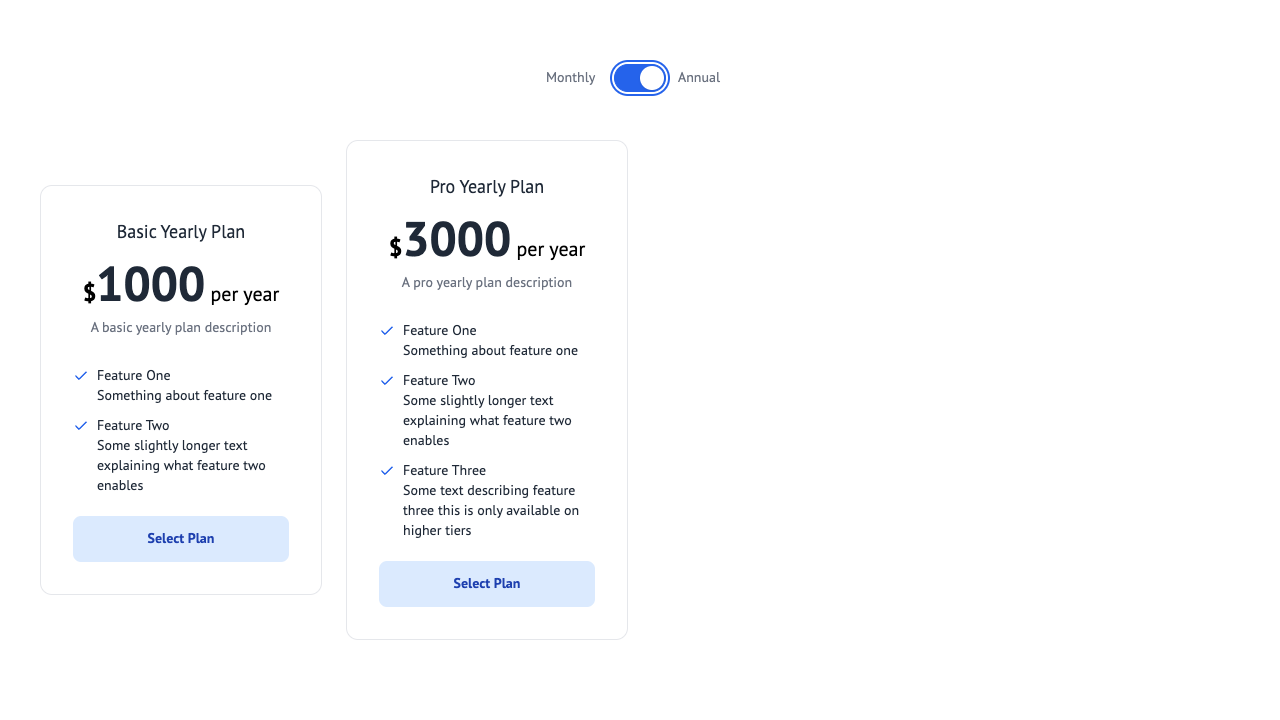 Monthly Annual
Basic Yearly Plan
$1000 per year
A basic yearly plan description
Feature One
Something about feature one
Feature Two
Some slightly longer text
explaining what feature two
enables
Select Plan
Pro Yearly Plan
$3000 per year
A pro yearly plan description
Feature One
Something about feature one
Feature Two
Some slightly longer text
explaining what feature two
enables
Feature Three
Some text describing feature
three this is only available on
higher tiers
Select Plan